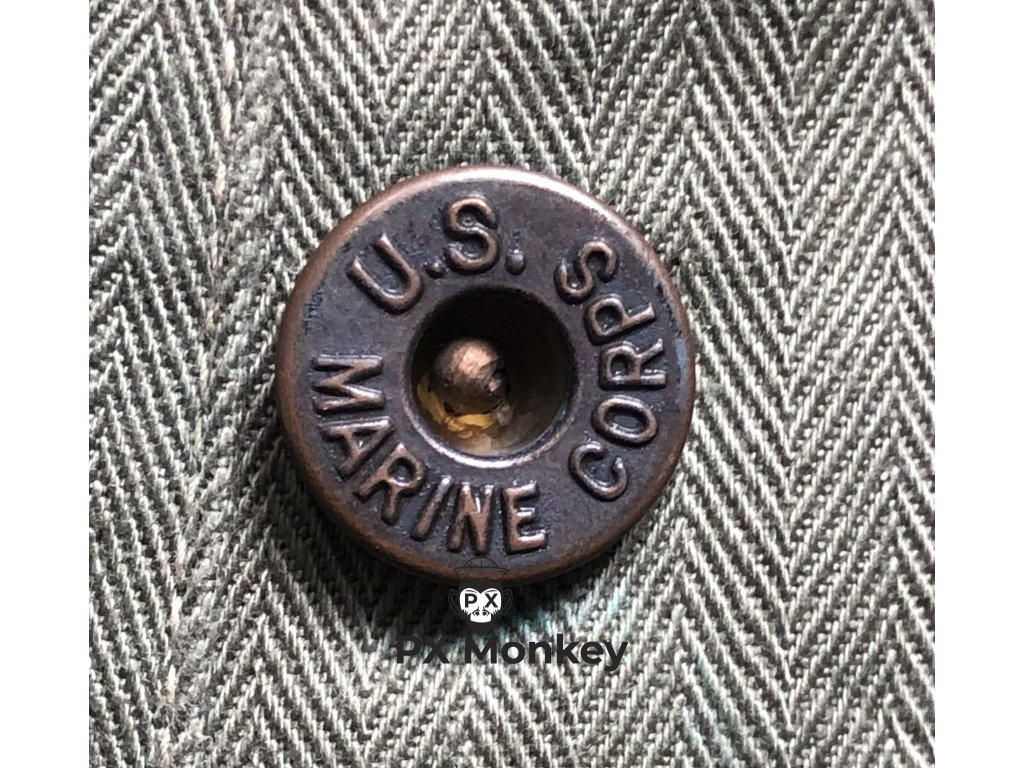 U.S.
MARINE CORPS
PX
PX Monkey